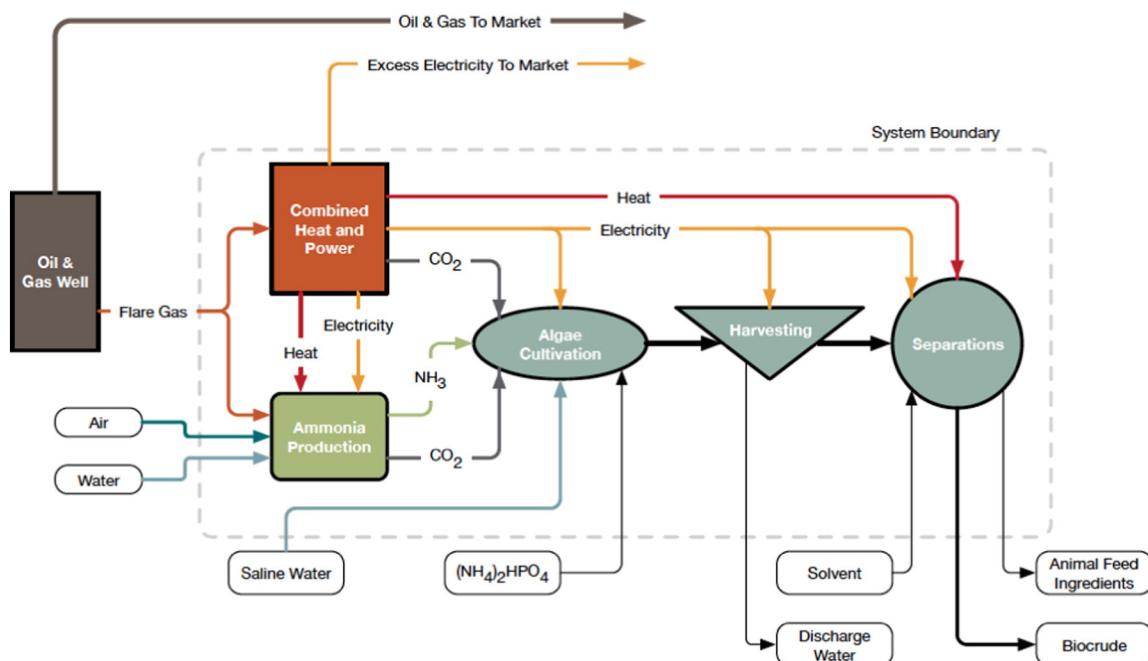 Oil & Gas To Market
Excess Electricity To Market
System Boundary
Combined
Heat and
Power
Heat
Electricity
CO2
Oil &
Gas Well
Flare Gas
Electricity
Heat
Algae
Cultivation
Harvesting
Separations
NH3
Air
Ammonia
Production
CO2
Water
Saline Water
(NH4)2HPO4
Solvent
Animal Feed
Ingredients
Discharge
Water
Biocrude